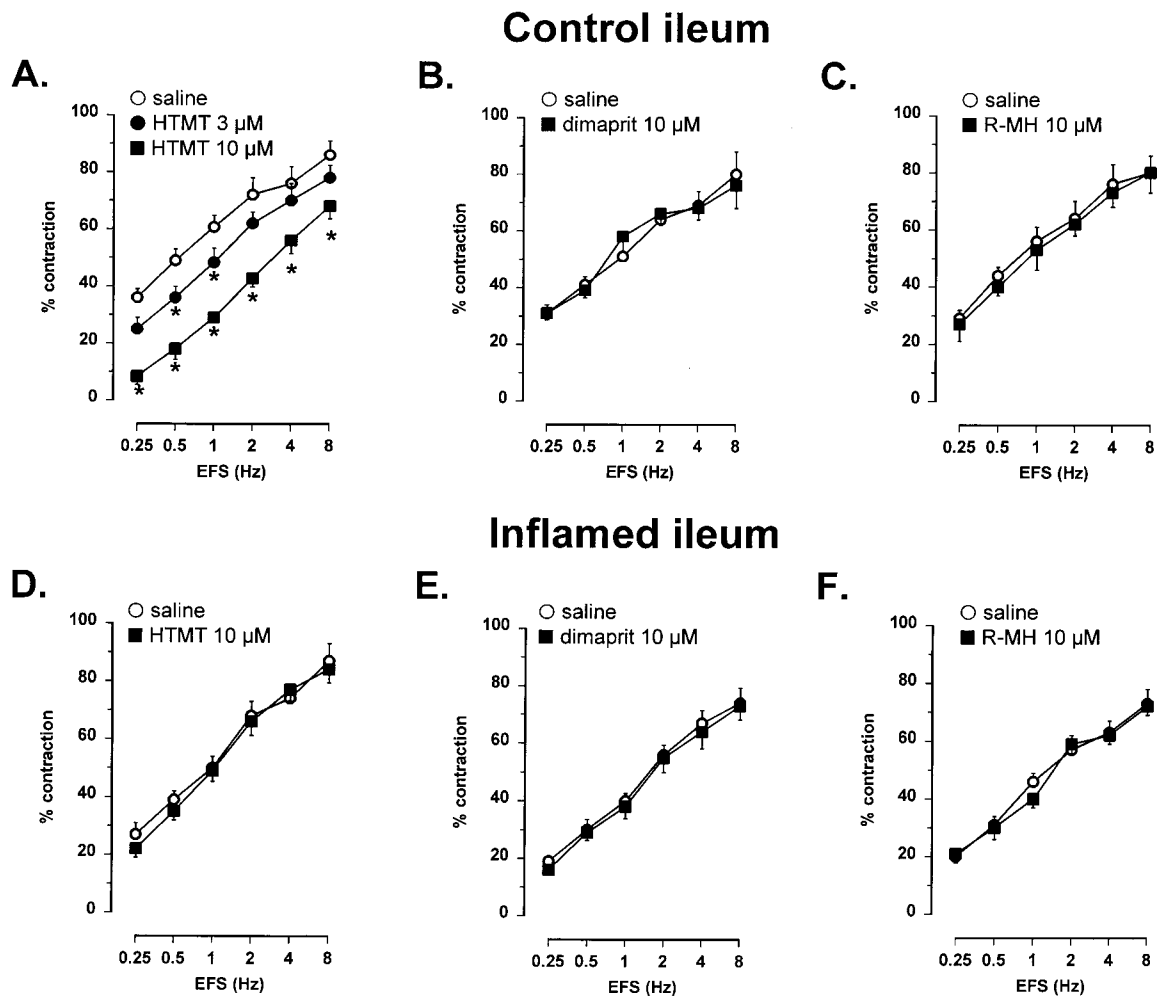 Control ileum
A.
saline
HTMT 3 µM
HTMT 10 µM
% contraction
100
80
60
40
20
0
*
*
*
*
*
*
*
*
0.25 0.5 1 2 4 8
EFS (Hz)
B.
saline
dimaprit 10 µM
% contraction
100
80
60
40
20
0
0.25 0.5 1 2 4 8
EFS (Hz)
C.
saline
R-MH 10 µM
% contraction
100
80
60
40
20
0
0.25 0.5 1 2 4 8
EFS (Hz)
Inflamed ileum
D.
saline
HTMT 10 µM
% contraction
100
80
60
40
20
0
0.25 0.5 1 2 4 8
EFS (Hz)
E.
saline
dimaprit 10 µM
% contraction
100
80
60
40
20
0
0.25 0.5 1 2 4 8
EFS (Hz)
F.
saline
R-MH 10 µM
% contraction
100
80
60
40
20
0
0.25 0.5 1 2 4 8
EFS (Hz)